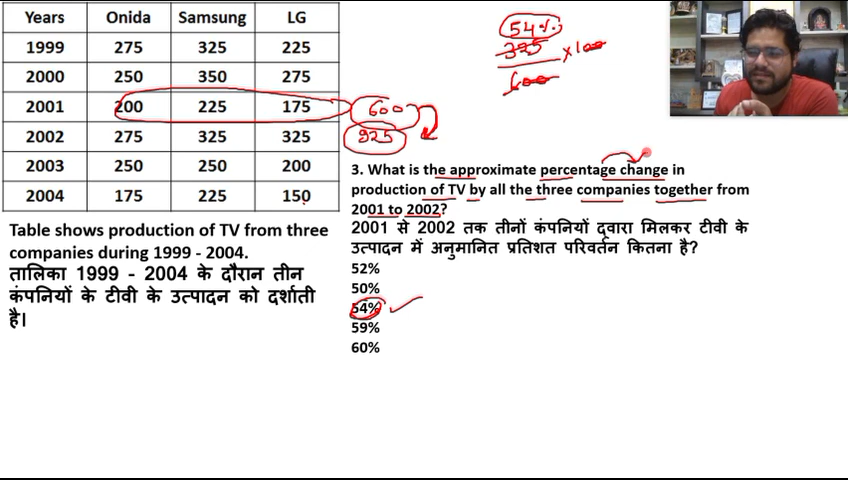 Years Onida Samsung LG
1999 275 325 225
2000 250 350 275
2001 200 225 175
2002 275 325 325
2003 250 250 200
2004 175 225 150
Table shows production of TV from three
companies during 1999 - 2004.
तालिका 1999 - 2004 के दौरान तीन
कंपनियों के टीवी के उत्पादन को दर्शाती
है।
54%
325
600
×100
600
925
3. What is the approximate percentage change in
production of TV by all the three companies together from
2001 to 2002?
2001 से 2002 तक तीनों कंपनियों द्वारा मिलकर टीवी के
उत्पादन में अनुमानित प्रतिशत परिवर्तन कितना है?
52%
50%
54%
59%
60%